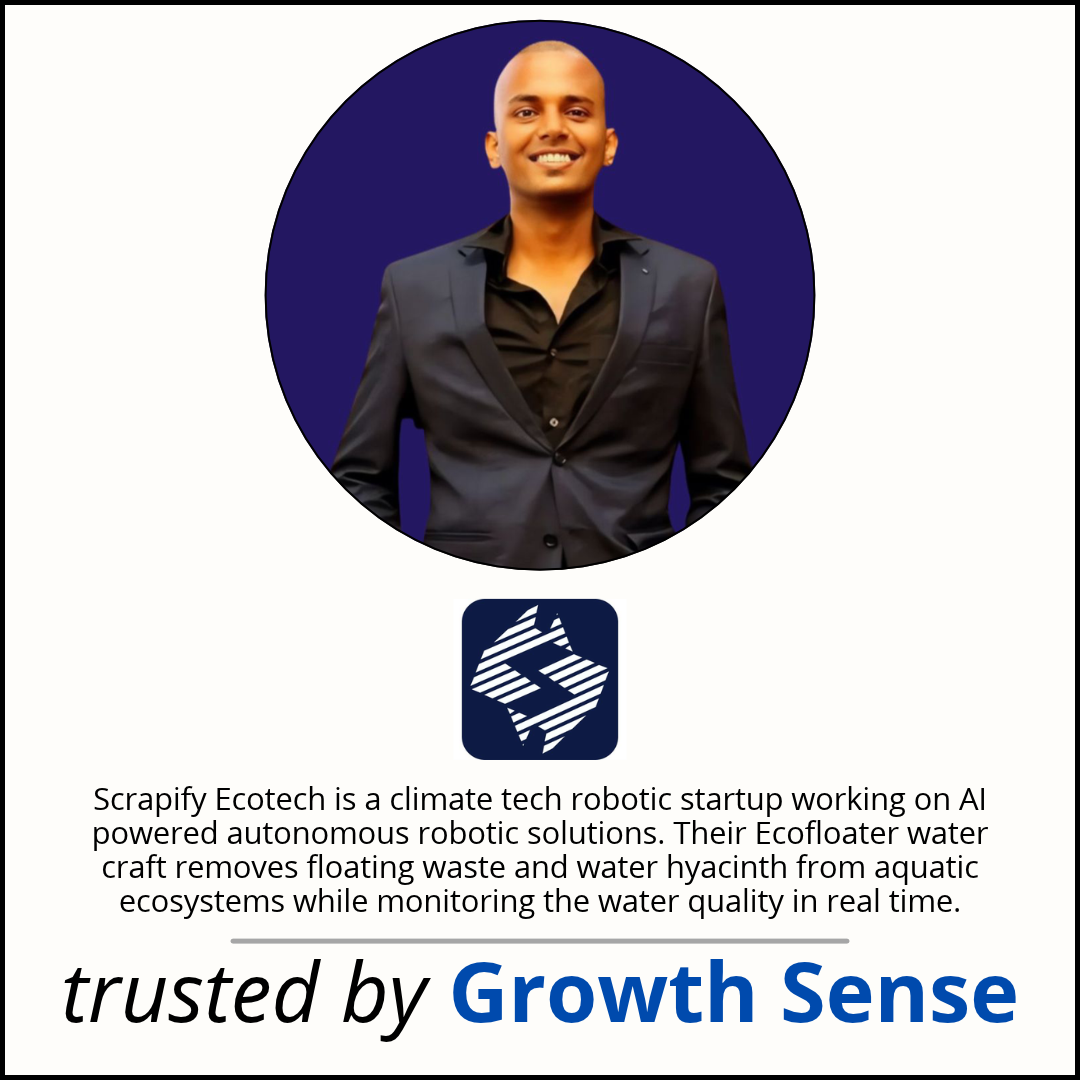 Scrapify Ecotech is a climate tech robotic startup working on AI
powered autonomous robotic solutions. Their Ecofloater water
craft removes floating waste and water hyacinth from aquatic
ecosystems while monitoring the water quality in real time.
trusted by Growth Sense